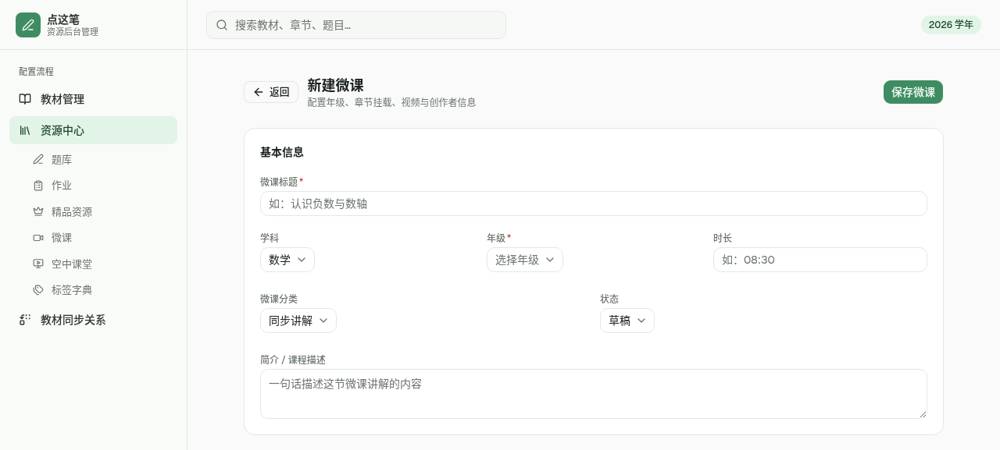 点这笔
资源后台管理
搜索教材、章节、题目...
2026 学年
配置流程
教材管理
资源中心
题库
作业
精品资源
微课
空中课堂
标签字典
教材同步关系
返回
新建微课
配置年级、章节挂载、视频与创作者信息
保存微课
基本信息
微课标题*
如：认识负数与数轴
学科
年级*
时长
数学
选择年级
如：08:30
微课分类
状态
同步讲解
草稿
简介 / 课程描述
一句话描述这节微课讲解的内容